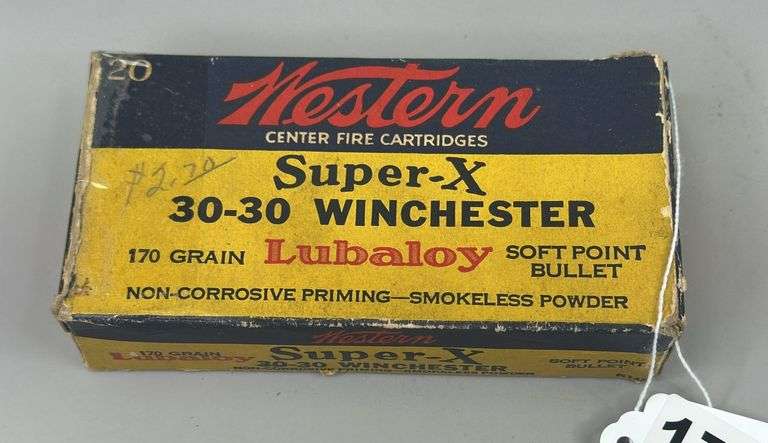 20
Western
CENTER FIRE CARTRIDGES
$2.70
Super-X
30-30 WINCHESTER
170 GRAIN Lubaloy SOFT POINT BULLET
NON-CORROSIVE PRIMING—SMOKELESS POWDER
Western
170 GRAIN Lubaloy Super-X SOFT POINT BULLET
30-30 WINCHESTER